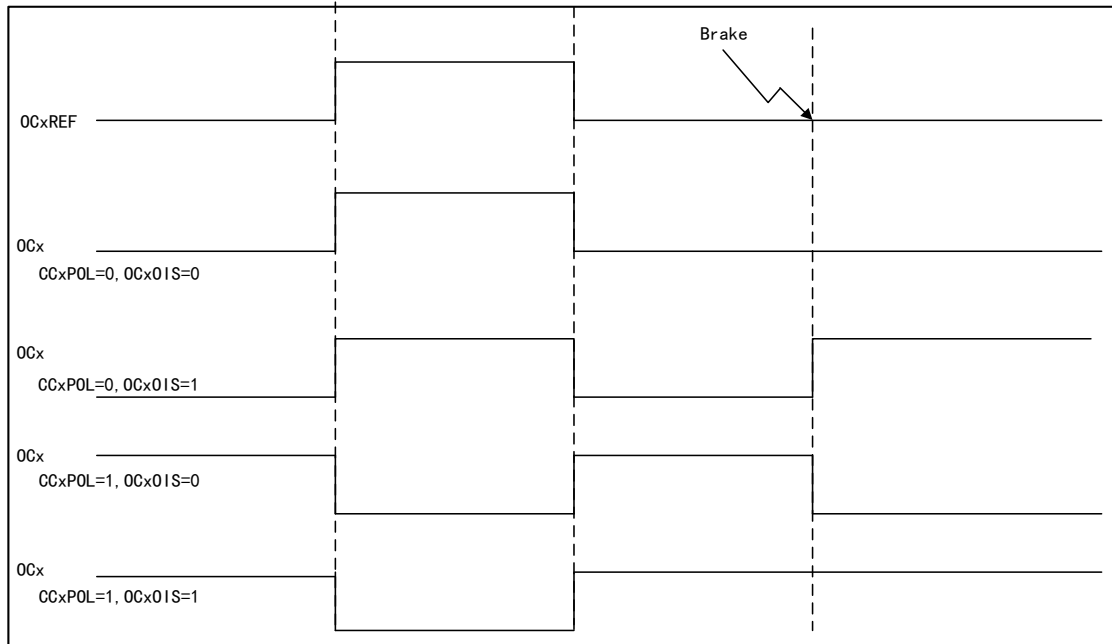 Brake
OCxREF
OCx
CCxPOL=0,OCxOIS=0
OCx
CCxPOL=0,OCxOIS=1
OCx
CCxPOL=1,OCxOIS=0
OCx
CCxPOL=1,OCxOIS=1